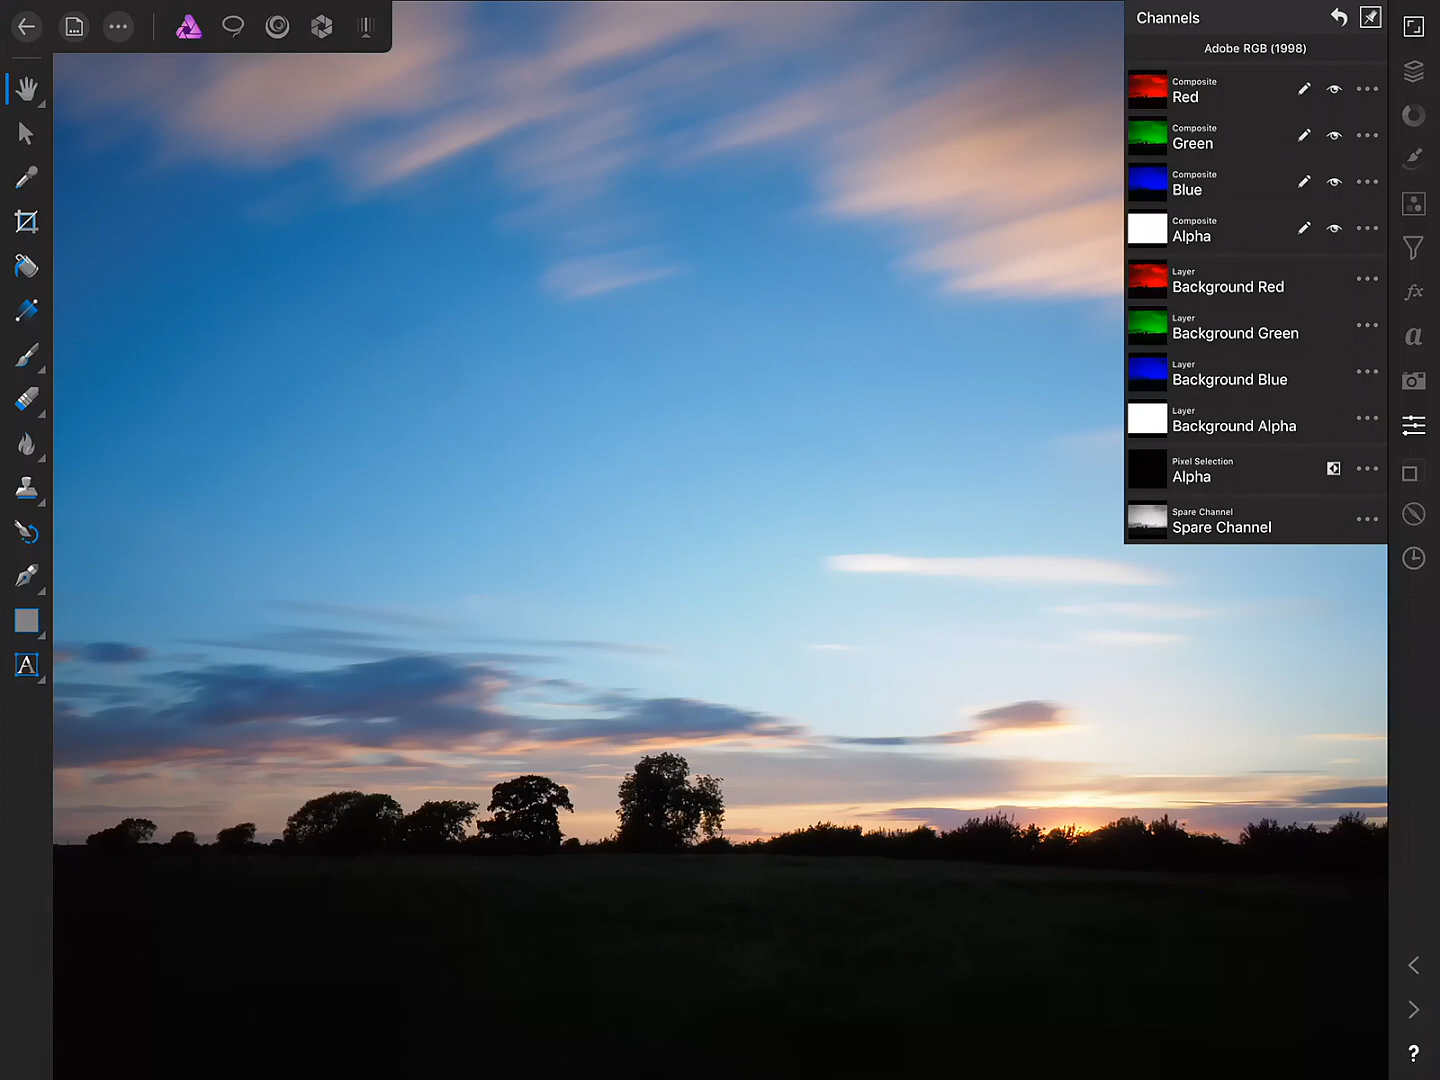 Channels
Adobe RGB (1998)
Composite
Red
Composite
Green
Composite
Blue
Composite
Alpha
Layer
Background Red
Layer
Background Green
Layer
Background Blue
Layer
Background Alpha
Pixel Selection
Alpha
Spare Channel
Spare Channel
fx
a
A
?